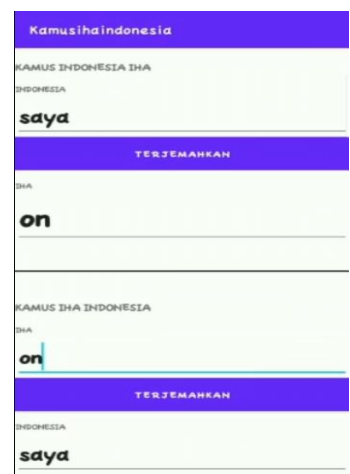 Kamusihaindonesia
KAMUS INDONESIA IHA
INDONESIA
saya
TERJEMAHKAN
IHA
on
KAMUS IHA INDONESIA
IHA
on
TERJEMAHKAN
INDONESIA
saya